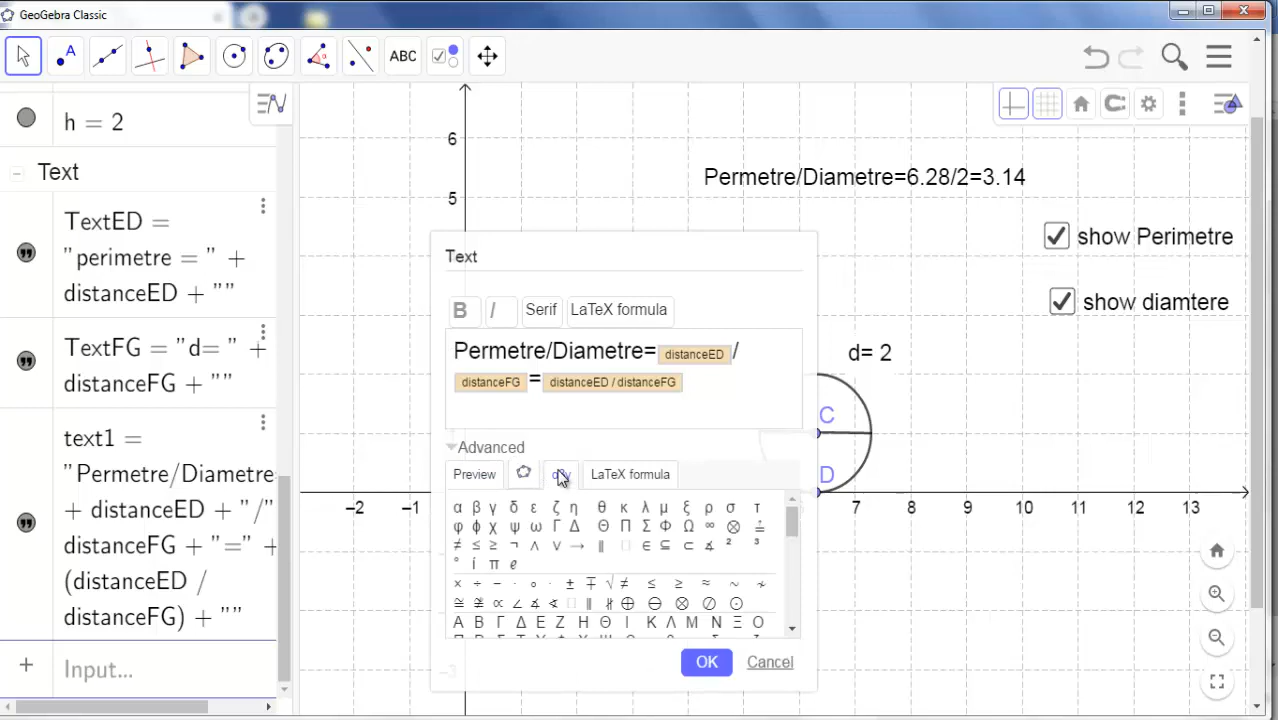 GeoGebra Classic
A
ABC
h = 2
Text
TextED =
"perimetre = " +
distanceED + ""
TextFG = "d= " +
distanceFG + ""
text1 =
"Permetre/Diametre
+ distanceED + "/"
distanceFG + "=" +
(distanceED /
distanceFG) + ""
Input...
6
5
Permetre/Diametre=6.28/2=3.14
show Perimetre
show diamtere
d= 2
C
D
-2 -1 7 8 9 10 11 12 13
-3
Text
B I Serif LaTeX formula
Permetre/Diametre= distanceED /
distanceFG = distanceED / distanceFG
Advanced
Preview LaTeX formula
α β γ δ ε ζ η θ κ λ μ ξ ρ σ τ
φ ϕ χ ψ ω Γ Δ Θ Π Σ Φ Ω ∞ ⊗ ≟
≠ ≤ ≥ ¬ ∧ ∨ → ∥ ∈ ⊆ ⊂ ∡ ² ³
° í π e
× ÷ − · ∘ · ± ∓ √ ≠ ≤ ≥ ≈ ∼ ≁
≅ ≇ ∝ ∠ ∡ ∢ ∥ ∦ ⊕ ⊖ ⊗ ⊘ ⊙
Α Β Γ Δ Ε Ζ Η Θ Ι Κ Λ Μ Ν Ξ Ο
OK Cancel